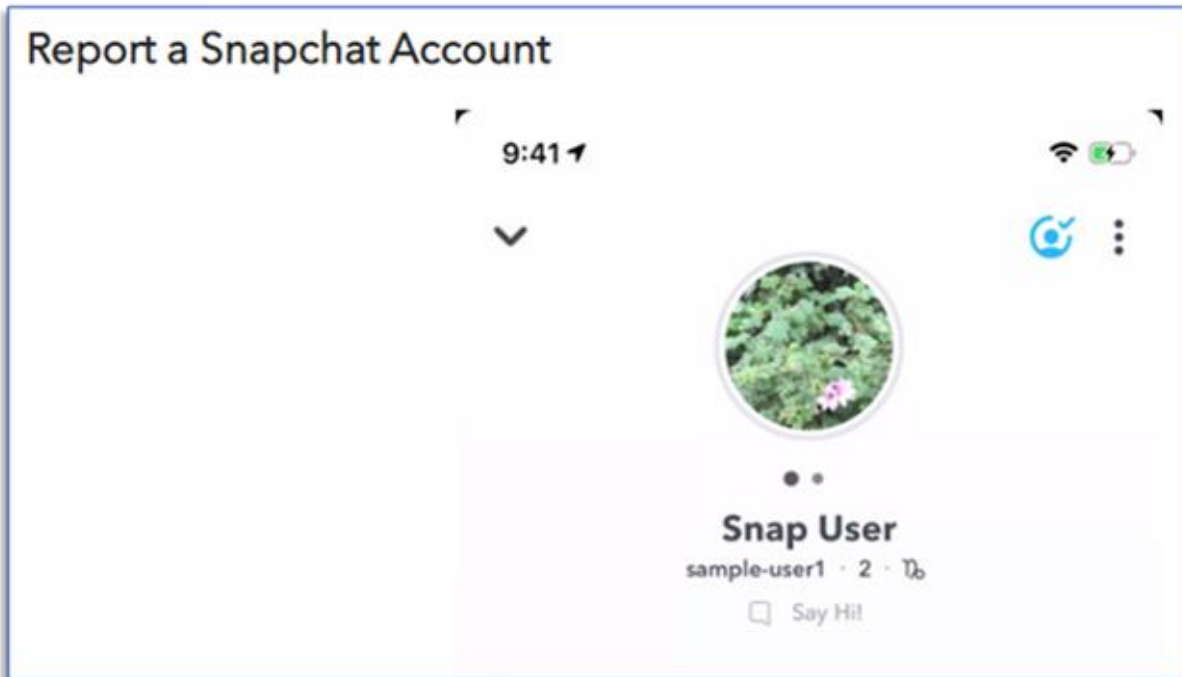 Report a Snapchat Account
9:41
Snap User
sample-user1 · 2 · ♑
Say Hi!